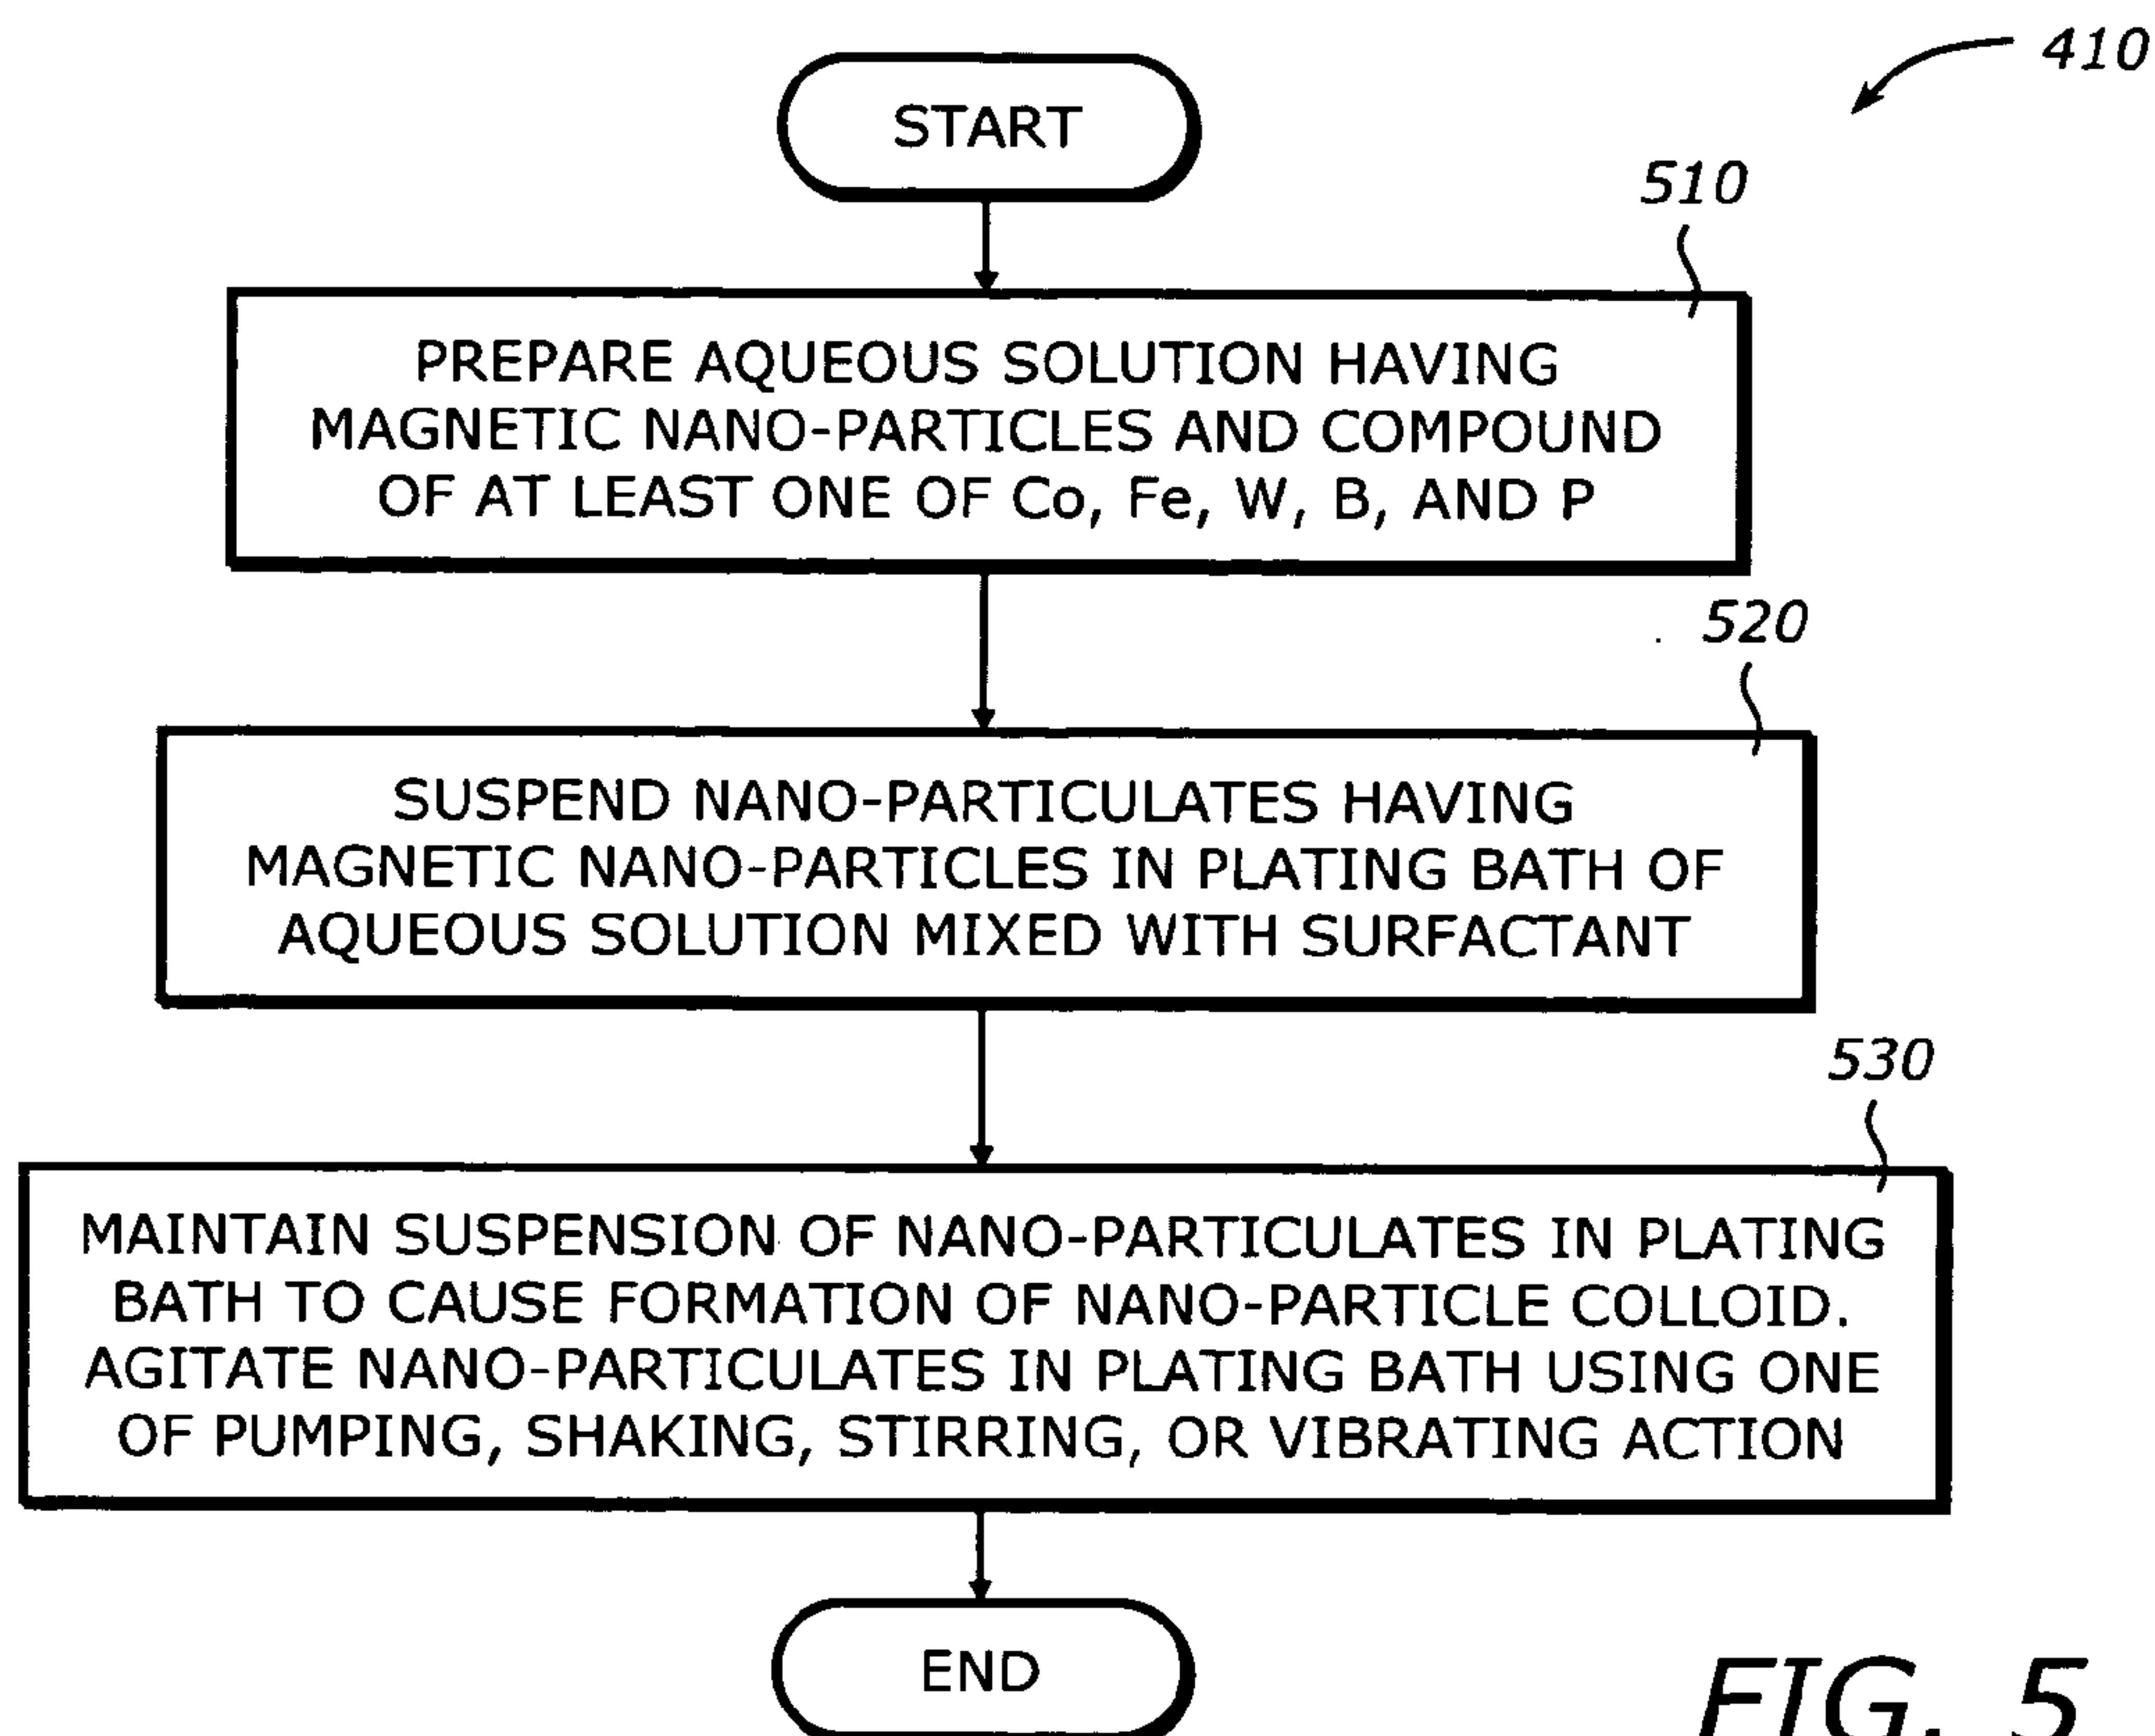 410
START
510
PREPARE AQUEOUS SOLUTION HAVING
MAGNETIC NANO-PARTICLES AND COMPOUND
OF AT LEAST ONE OF Co, Fe, W, B, AND P
520
SUSPEND NANO-PARTICULATES HAVING
MAGNETIC NANO-PARTICLES IN PLATING BATH OF
AQUEOUS SOLUTION MIXED WITH SURFACTANT
530
MAINTAIN SUSPENSION OF NANO-PARTICULATES IN PLATING
BATH TO CAUSE FORMATION OF NANO-PARTICLE COLLOID.
AGITATE NANO-PARTICULATES IN PLATING BATH USING ONE
OF PUMPING, SHAKING, STIRRING, OR VIBRATING ACTION
END
FIG. 5